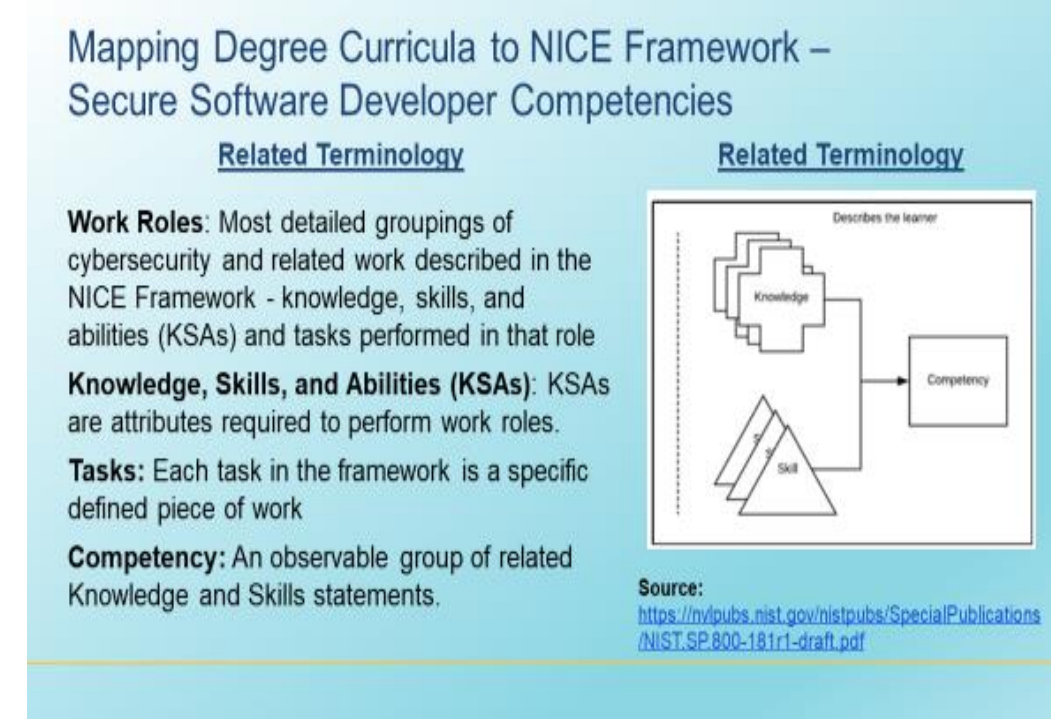 Mapping Degree Curricula to NICE Framework –
Secure Software Developer Competencies
Related Terminology
Work Roles: Most detailed groupings of
cybersecurity and related work described in the
NICE Framework - knowledge, skills, and
abilities (KSAs) and tasks performed in that role
Knowledge, Skills, and Abilities (KSAs): KSAs
are attributes required to perform work roles.
Tasks: Each task in the framework is a specific
defined piece of work
Competency: An observable group of related
Knowledge and Skills statements.
Related Terminology
Describes the learner
Knowledge
Competency
Skill
Source:
https://nvlpubs.nist.gov/nistpubs/SpecialPublications
/NIST.SP.800-181r1-draft.pdf